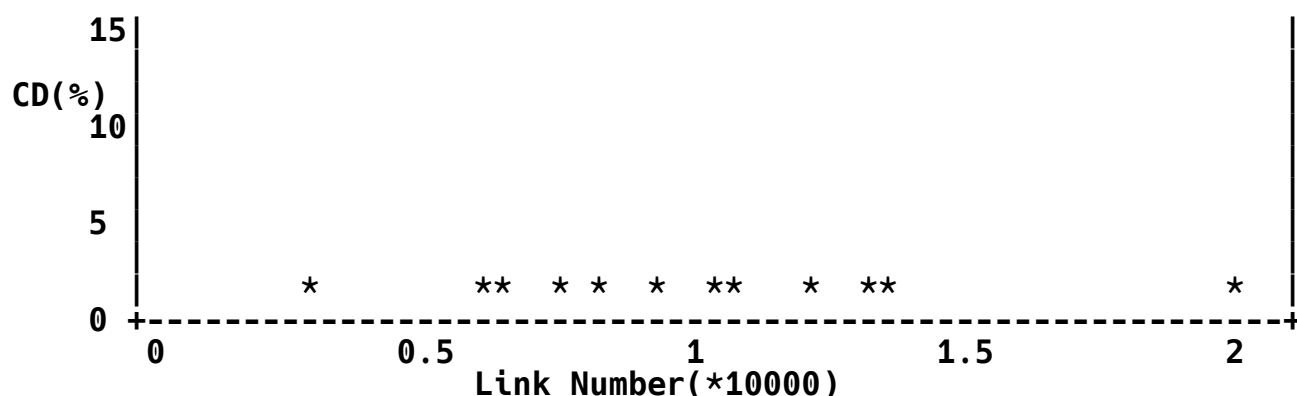 15
CD(%)
10
5
* ** * * * ** * ** *
0 +-----------------------------------------------------------+
0 0.5 1 1.5 2
Link Number(*10000)